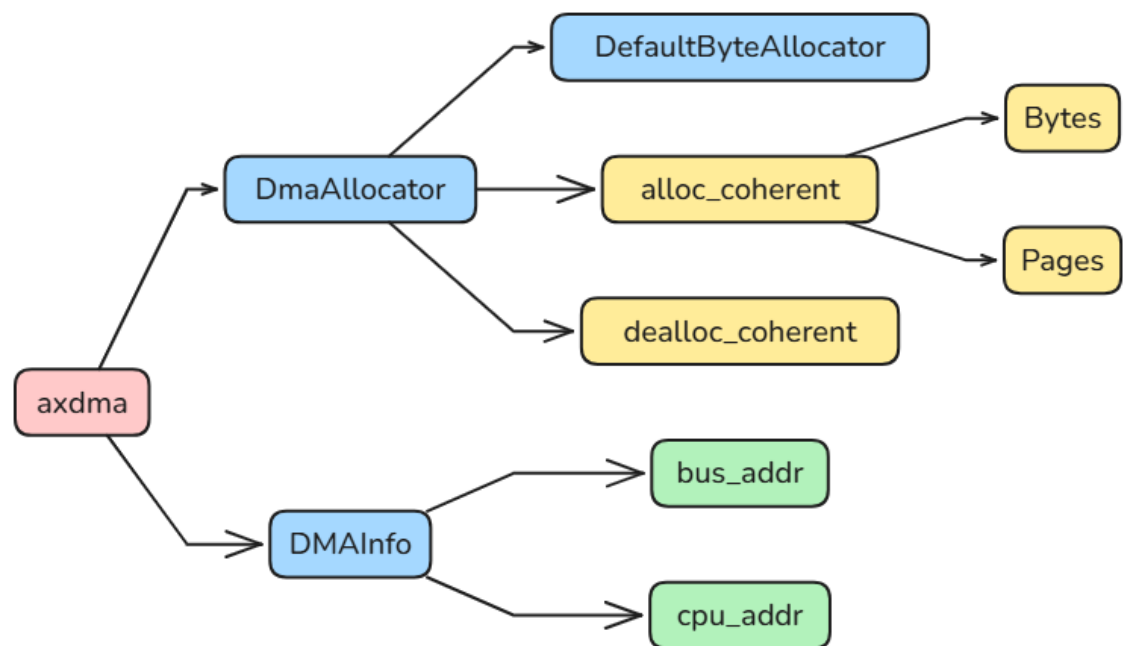 DefaultByteAllocator
Bytes
DmaAllocator
alloc_coherent
Pages
dealloc_coherent
axdma
bus_addr
DMAInfo
cpu_addr